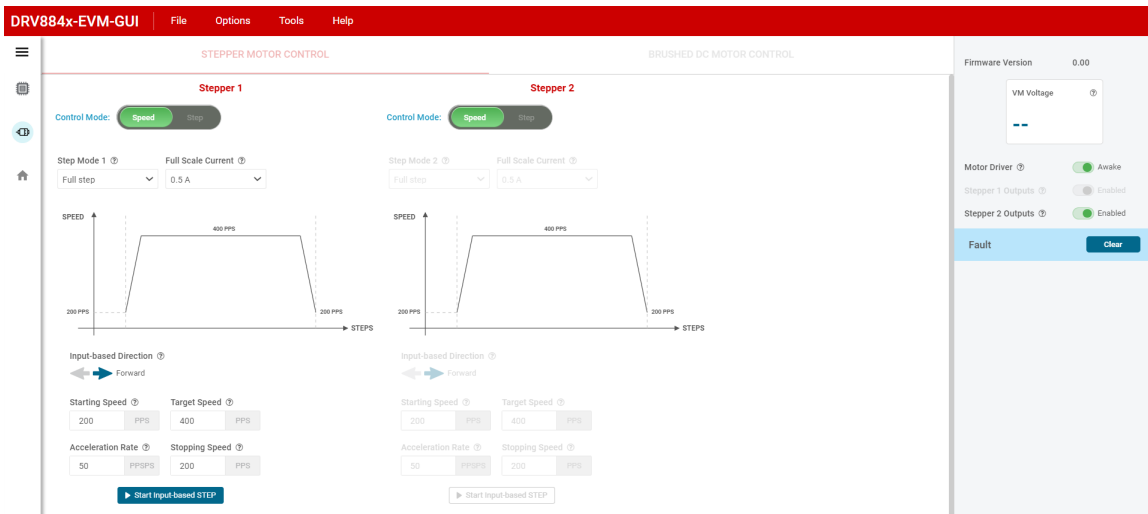 DRV884x-EVM-GUI File Options Tools Help
STEPPER MOTOR CONTROL BRUSHED DC MOTOR CONTROL
Stepper 1
Control Mode: Speed Step
Step Mode 1 Full Scale Current
Full step 0.5 A
SPEED
400 PPS
200 PPS 200 PPS
STEPS
Input-based Direction
Forward
Starting Speed Target Speed
200 PPS 400 PPS
Acceleration Rate Stopping Speed
50 PPSPS 200 PPS
Start Input-based STEP
Stepper 2
Control Mode: Speed Step
Step Mode 2 Full Scale Current
Full step 0.5 A
SPEED
400 PPS
200 PPS 200 PPS
STEPS
Input-based Direction
Forward
Starting Speed Target Speed
200 PPS 400 PPS
Acceleration Rate Stopping Speed
50 PPSPS 200 PPS
Start Input-based STEP
Firmware Version 0.00
VM Voltage
--
Motor Driver Awake
Stepper 1 Outputs Enabled
Stepper 2 Outputs Enabled
Fault Clear